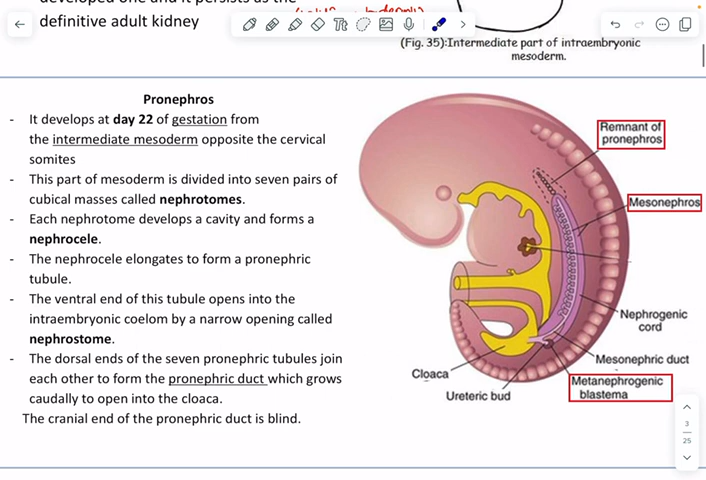 definitive adult kidney
(Fig. 35):Intermediate part of intraembryonic
mesoderm.
Pronephros
- It develops at day 22 of gestation from
the intermediate mesoderm opposite the cervical
somites
- This part of mesoderm is divided into seven pairs of
cubical masses called nephrotomes.
- Each nephrotome develops a cavity and forms a
nephrocele.
- The nephrocele elongates to form a pronephric
tubule.
- The ventral end of this tubule opens into the
intraembryonic coelom by a narrow opening called
nephrostome.
- The dorsal ends of the seven pronephric tubules join
each other to form the pronephric duct which grows
caudally to open into the cloaca.
The cranial end of the pronephric duct is blind.
Remnant of
pronephros
Mesonephros
Nephrogenic
cord
Mesonephric duct
Cloaca
Metanephrogenic
blastema
Ureteric bud
3
25